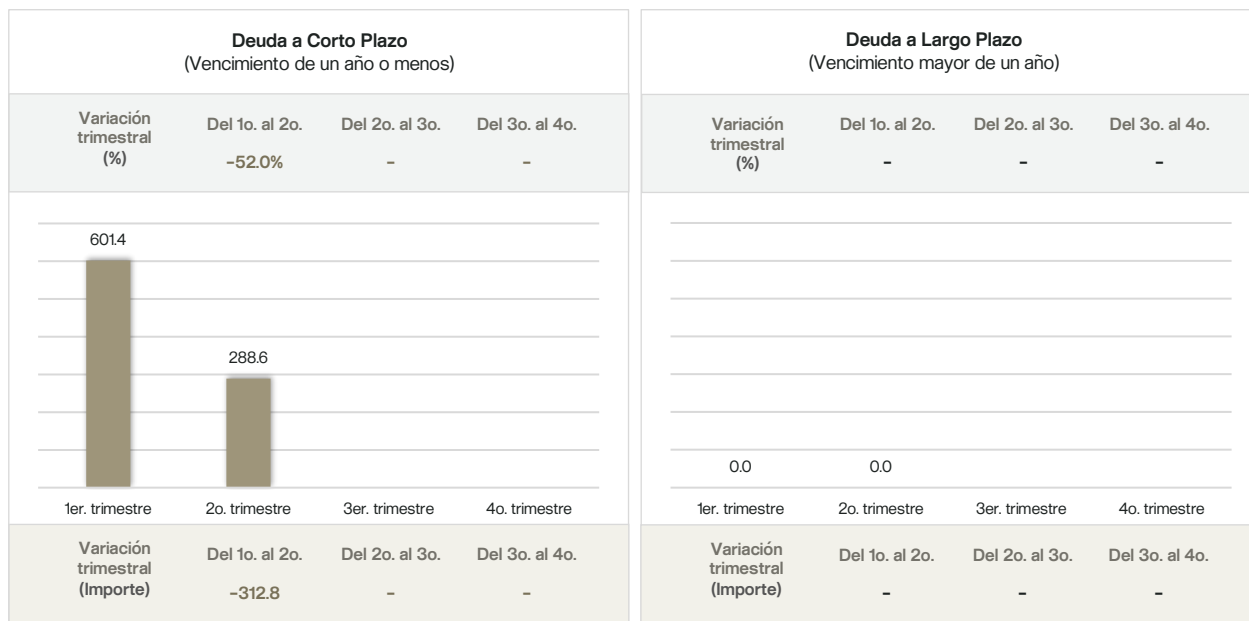 Deuda a Corto Plazo
(Vencimiento de un año o menos)
Variación trimestral (%)
Del 1o. al 2o.
Del 2o. al 3o.
Del 3o. al 4o.
-52.0%
-
-
601.4
288.6
1er. trimestre
2o. trimestre
3er. trimestre
4o. trimestre
Variación trimestral (Importe)
Del 1o. al 2o.
Del 2o. al 3o.
Del 3o. al 4o.
-312.8
-
-
Deuda a Largo Plazo
(Vencimiento mayor de un año)
Variación trimestral (%)
Del 1o. al 2o.
Del 2o. al 3o.
Del 3o. al 4o.
-
-
-
0.0
0.0
1er. trimestre
2o. trimestre
3er. trimestre
4o. trimestre
Variación trimestral (Importe)
Del 1o. al 2o.
Del 2o. al 3o.
Del 3o. al 4o.
-
-
-